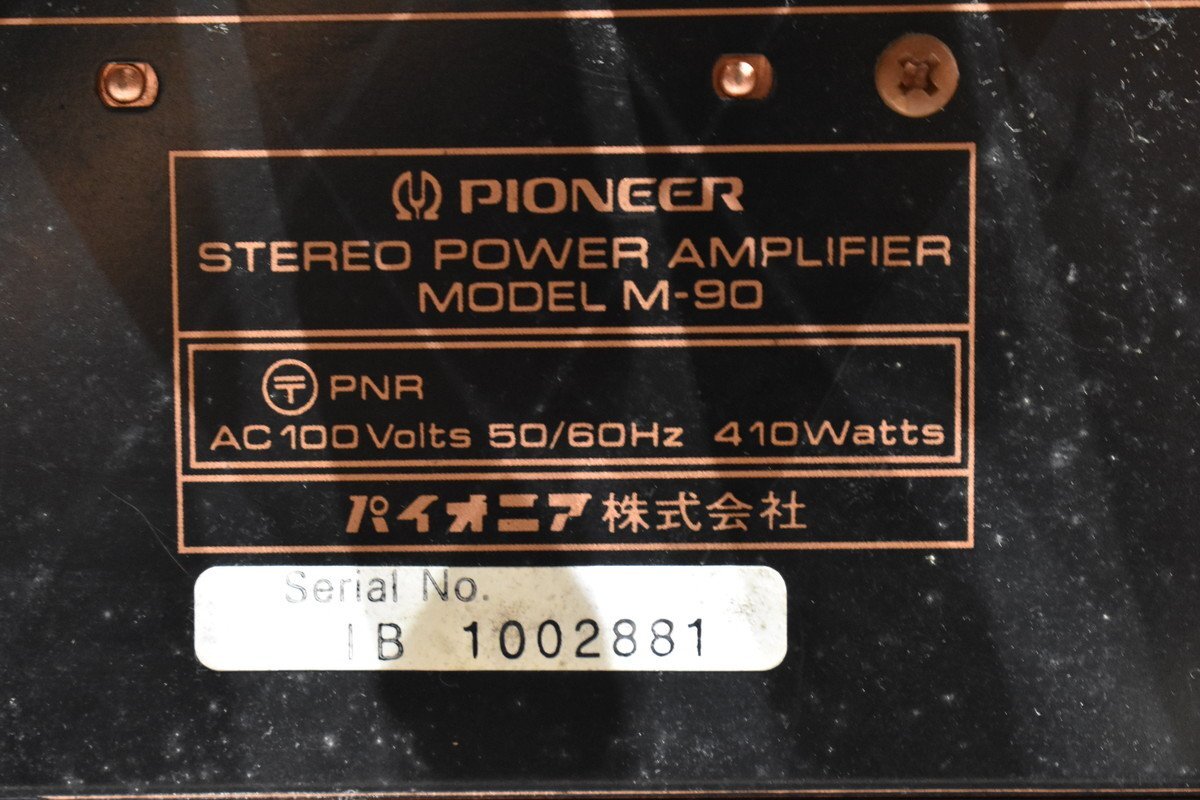 PIONEER
STEREO POWER AMPLIFIER
MODEL M-90
〒 PNR
AC 100 Volts 50/60Hz 410Watts
パイオニア株式会社
Serial No.
IB 1002881